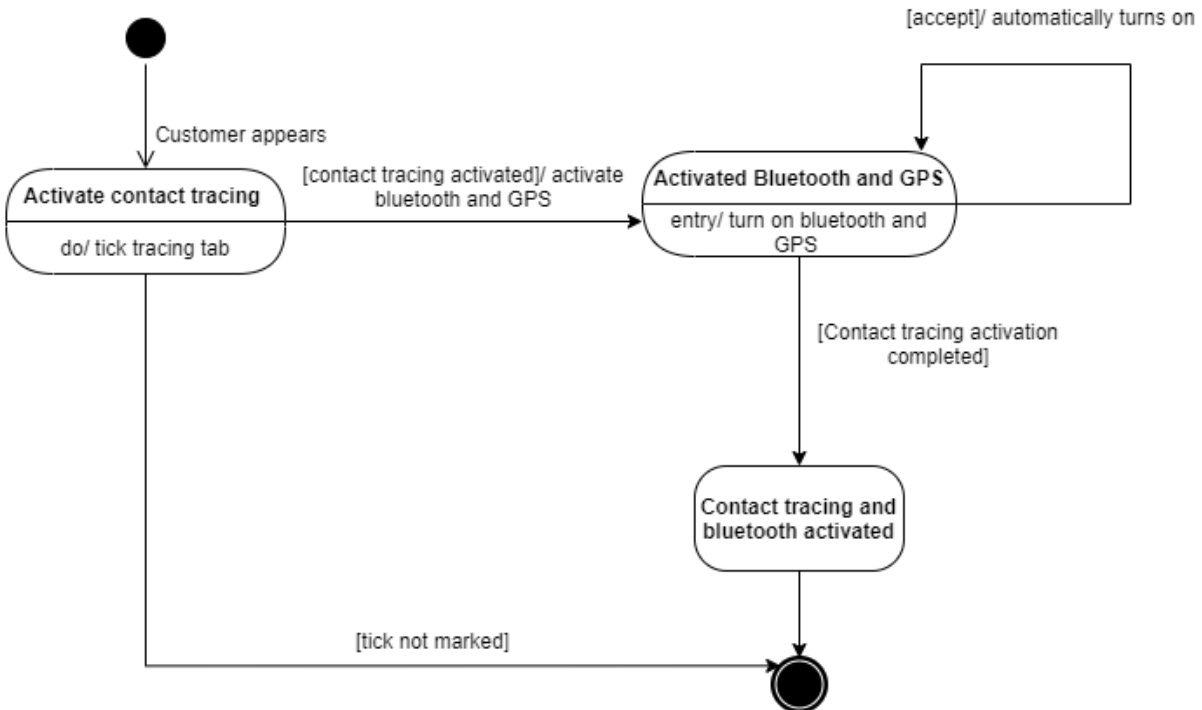 [accept]/ automatically turns on
Customer appears
Activate contact tracing
do/ tick tracing tab
[contact tracing activated]/ activate
bluetooth and GPS
Activated Bluetooth and GPS
entry/ turn on bluetooth and
GPS
[Contact tracing activation
completed]
Contact tracing and
bluetooth activated
[tick not marked]